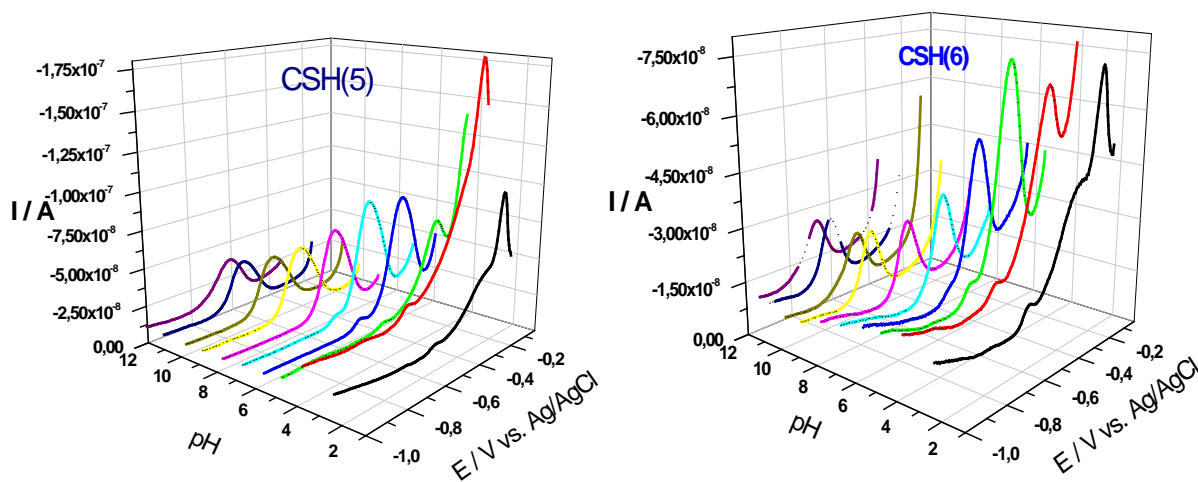 CSH(5)
-1,75x10⁻⁷
-1,50x10⁻⁷
-1,25x10⁻⁷
-1,00x10⁻⁷
I / A
-7,50x10⁻⁸
-5,00x10⁻⁸
-2,50x10⁻⁸
0,00
12
10
8
6
4
2
pH
-1,0
-0,8
-0,6
-0,4
-0,2
E / V vs. Ag/AgCl
CSH(6)
-7,50x10⁻⁸
-6,00x10⁻⁸
-4,50x10⁻⁸
I / A
-3,00x10⁻⁸
-1,50x10⁻⁸
0,00
12
10
8
6
4
2
pH
-1,0
-0,8
-0,6
-0,4
-0,2
E / V vs. Ag/AgCl